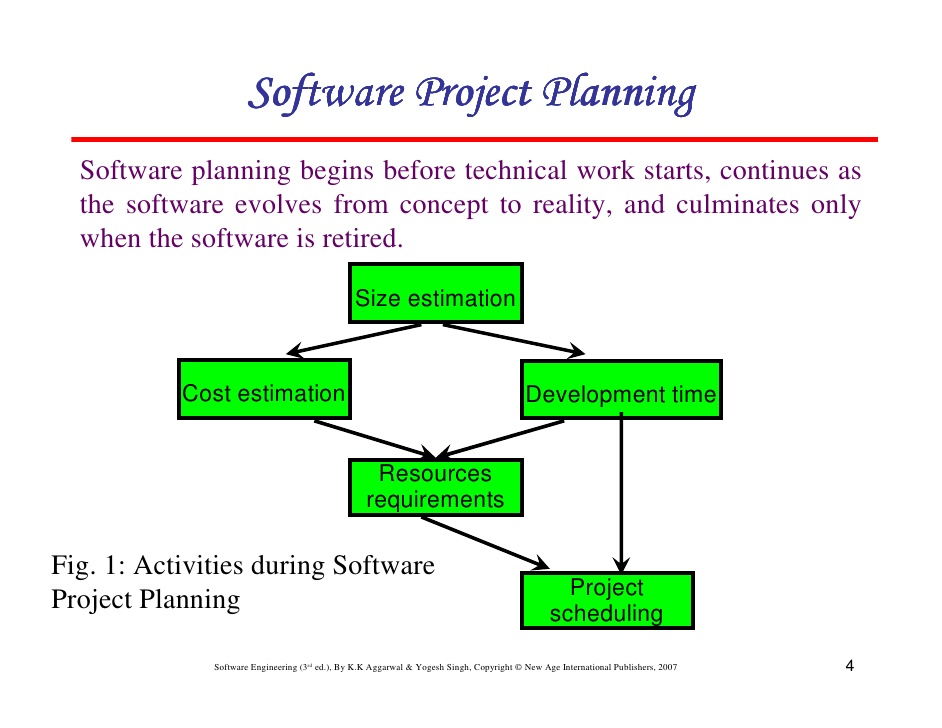 Software Project Planning
Software planning begins before technical work starts, continues as
the software evolves from concept to reality, and culminates only
when the software is retired.
Size estimation
Cost estimation
Development time
Resources
requirements
Fig. 1: Activities during Software
Project Planning
Project
scheduling
Software Engineering (3rd ed.), By K.K Aggarwal & Yogesh Singh, Copyright © New Age International Publishers, 2007
4